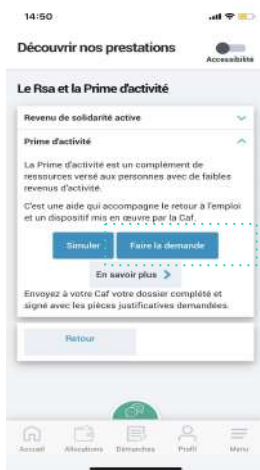 14:50
Découvrir nos prestations
Accessibilité
Le Rsa et la Prime d'activité
Revenu de solidarité active
Prime d'activité
La Prime d'activité est un complément de
ressources versé aux personnes avec de faibles
revenus d'activité.
C'est une aide qui accompagne le retour à l'emploi
et un dispositif mis en œuvre par la Caf.
Simuler Faire la demande
En savoir plus
Envoyez à votre Caf votre dossier complété et
signé avec les pièces justificatives demandées.
Retour
Accueil Allocations Démarches Profil Menu